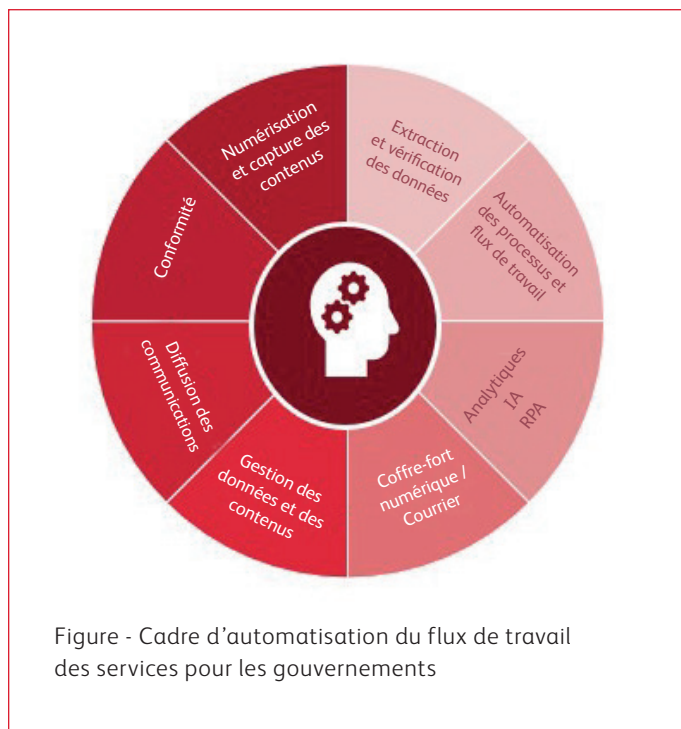 Extraction
et vérification
des données
Automatisation
des processus et
flux de travail
Analytiques
IA
RPA
Coffre-fort
numérique /
Courrier
Gestion des
données et des
contenus
Diffusion des
communications
Conformité
Numérisation
et capture des
contenus
Figure - Cadre d’automatisation du flux de travail
des services pour les gouvernements